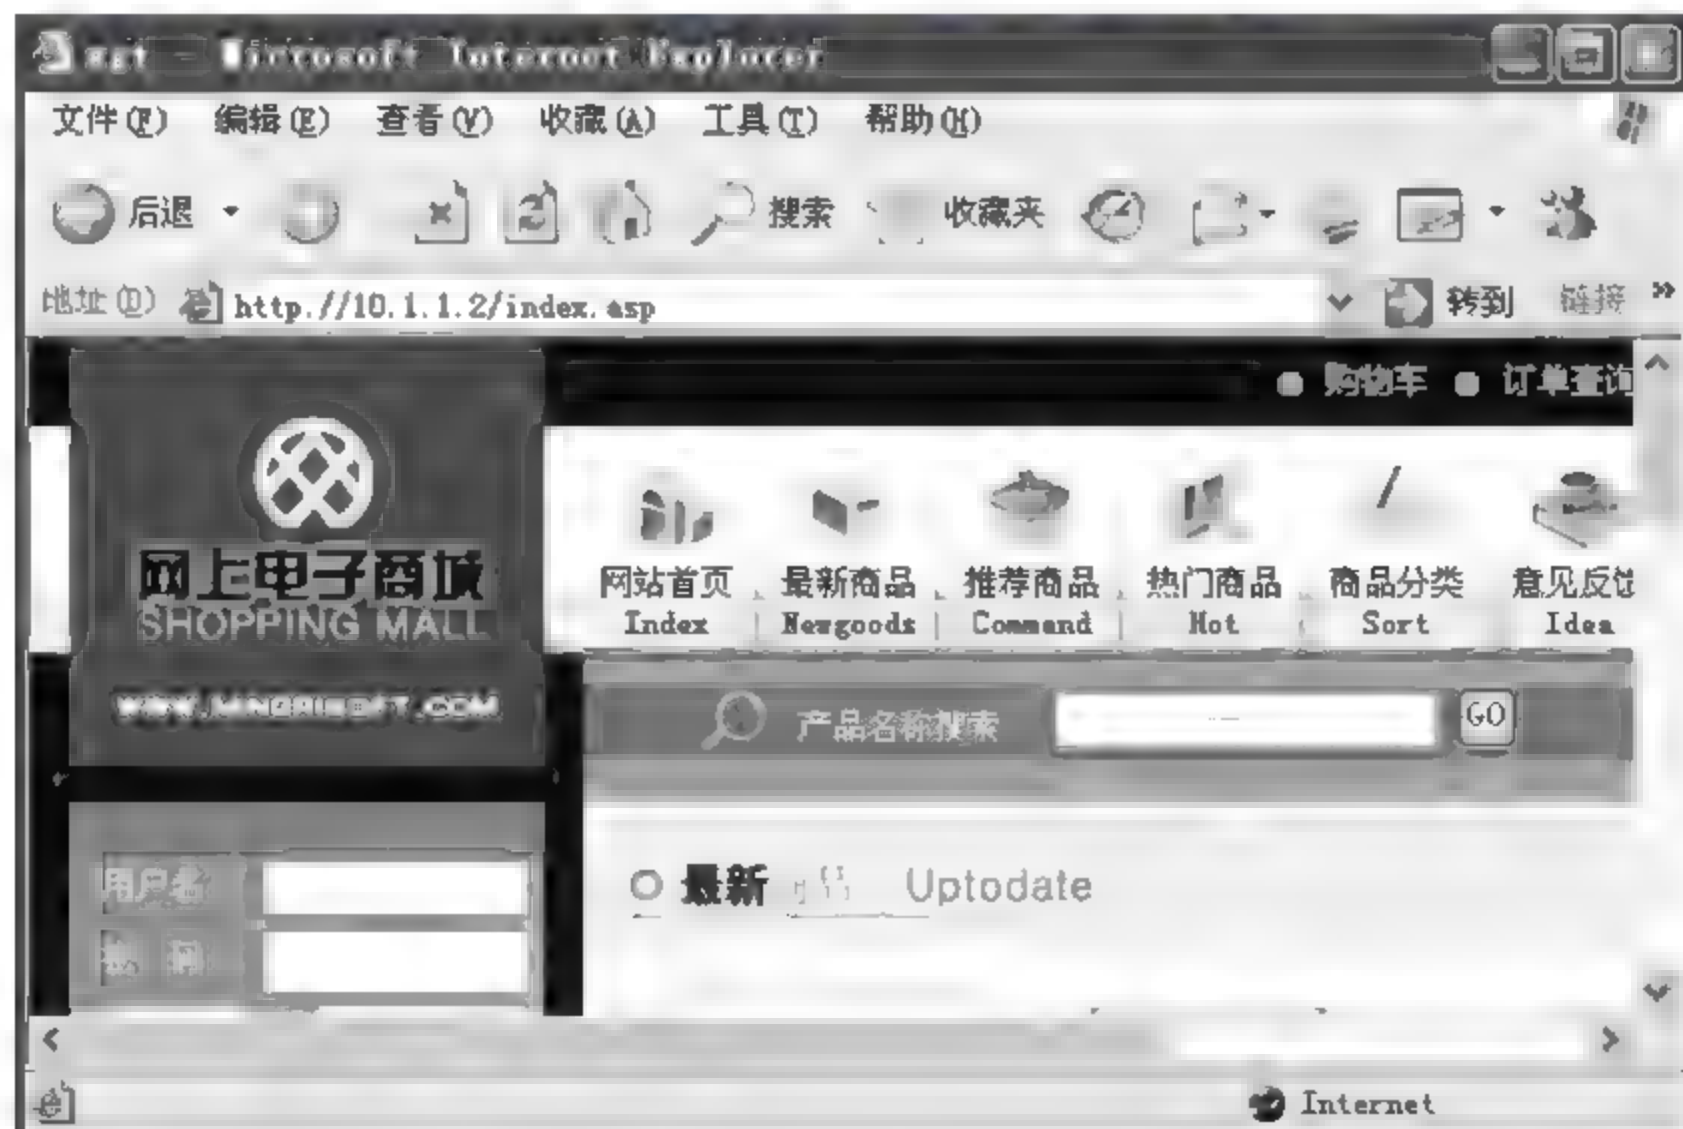 Microsoft Internet Explorer
文件(F) 编辑(E) 查看(V) 收藏(A) 工具(T) 帮助(H)
后退 搜索 收藏夹
地址(D) http://10.1.1.2/index.asp 转到 链接 »
购物车 订单查询
网上电子商城
SHOPPING MALL
网站首页 最新商品 推荐商品 热门商品 商品分类 意见反馈
Index | Newgoods | Command | Hot | Sort Idea
产品名称搜索 GO
用户名
最新 Uptodate
Internet